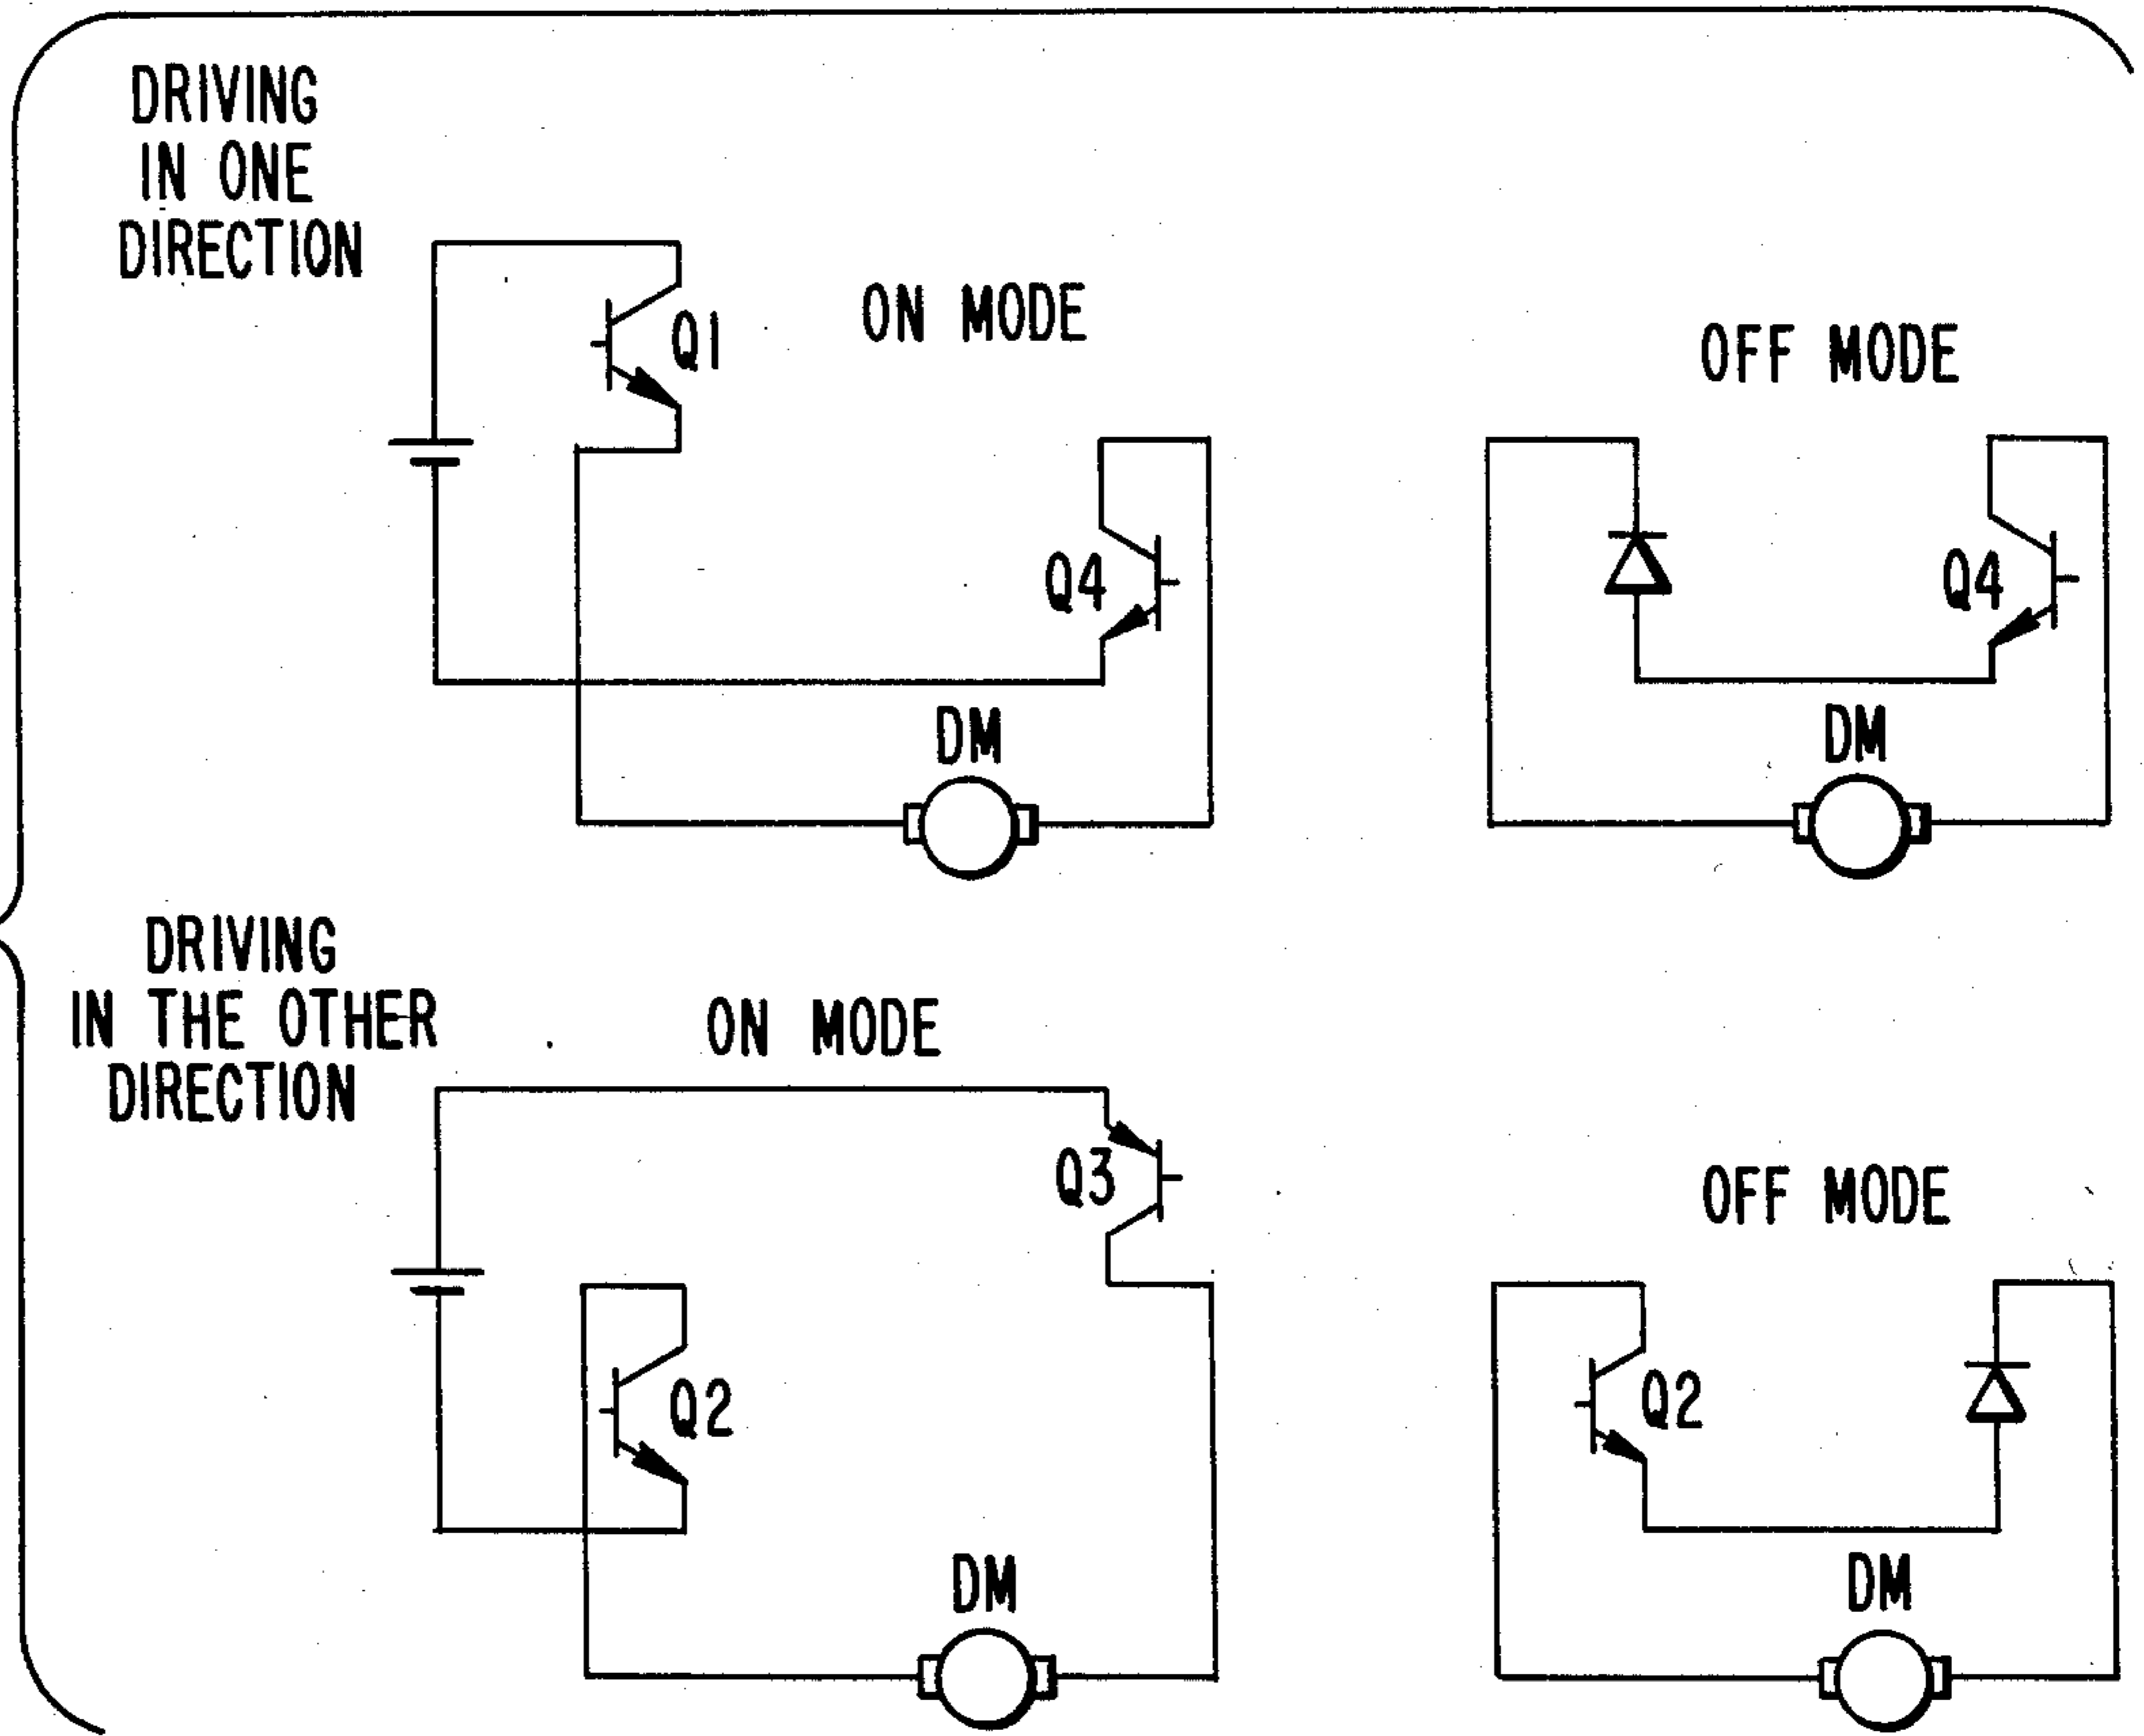 DRIVING
IN ONE
DIRECTION
ON MODE
OFF MODE
Q1
Q4
Q4
DM
DM
DRIVING
IN THE OTHER
DIRECTION
ON MODE
OFF MODE
Q3
Q2
Q2
DM
DM